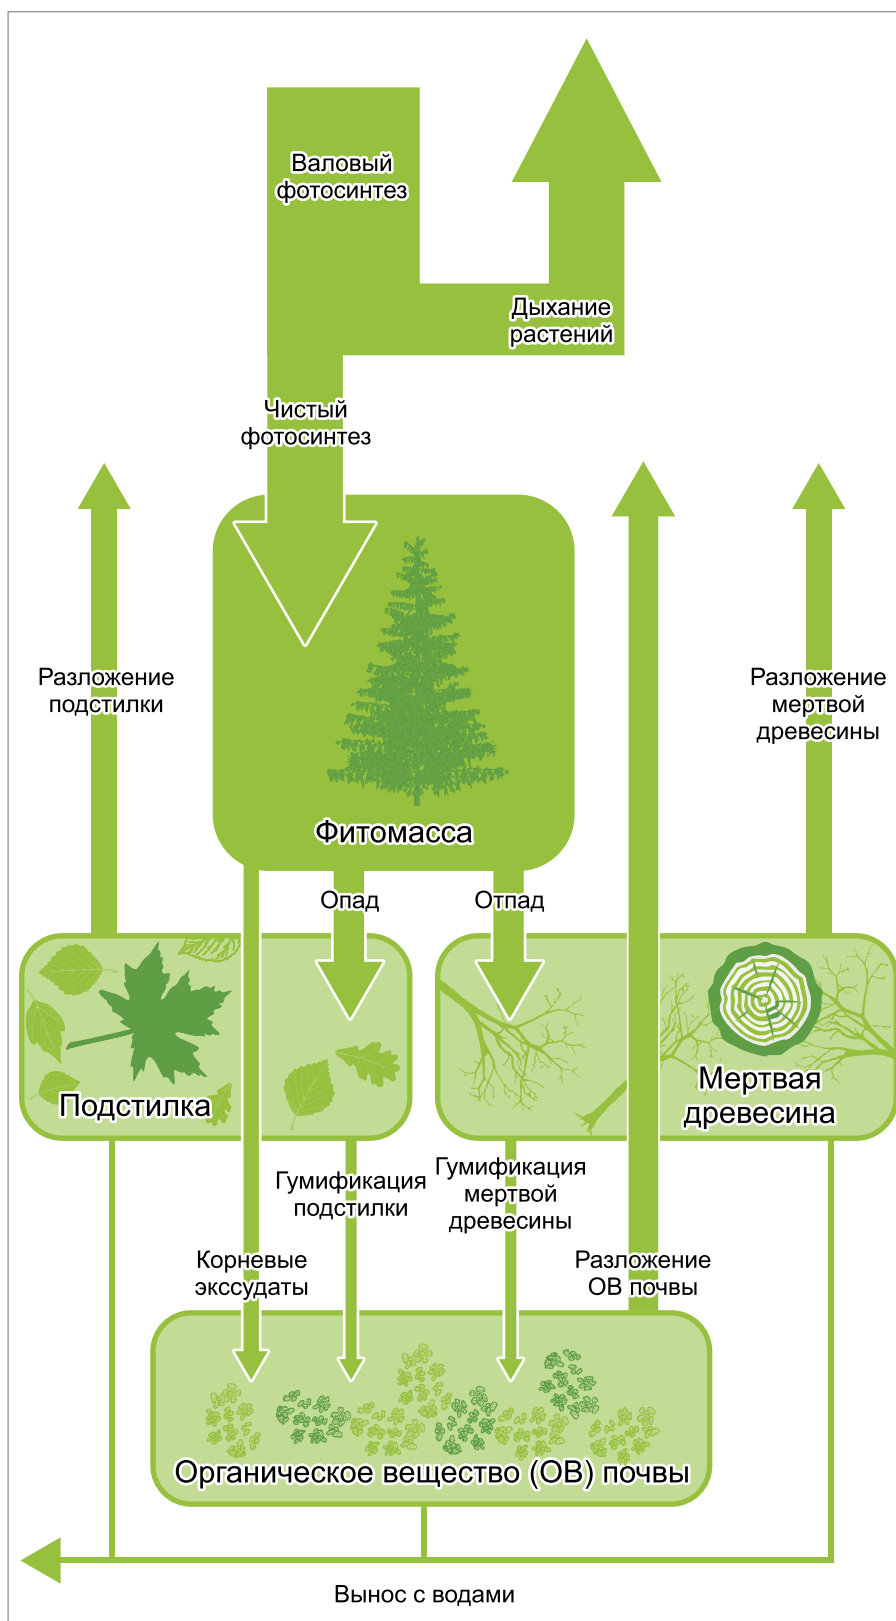 Валовый
фотосинтез
Дыхание
растений
Чистый
фотосинтез
Разложение
подстилки
Разложение
мертвой
древесины
Фитомасса
Опад
Отпад
Подстилка
Мертвая
древесина
Гумификация
подстилки
Гумификация
мертвой
древесины
Корневые
экссудаты
Разложение
ОВ почвы
Органическое вещество (ОВ) почвы
Вынос с водами